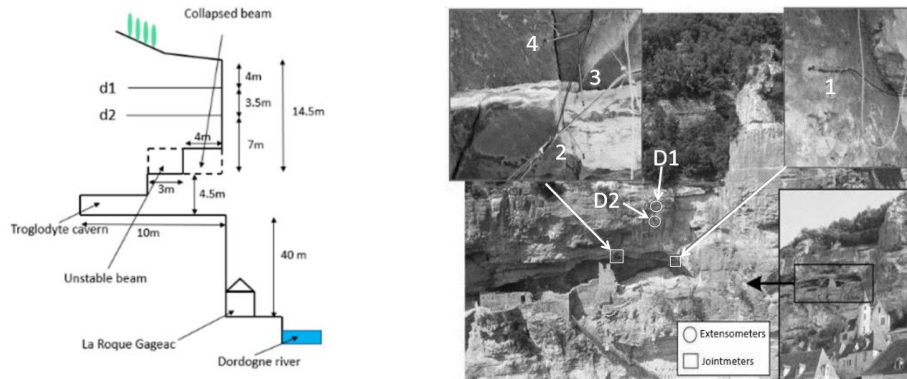 Collapsed beam
d1
d2
4m
3.5m
14.5m
4m
7m
3m
4.5m
Troglodyte cavern
10m
Unstable beam
40 m
La Roque Gageac
Dordogne river
4
3
2
1
D1
D2
Extensometers
Jointmeters